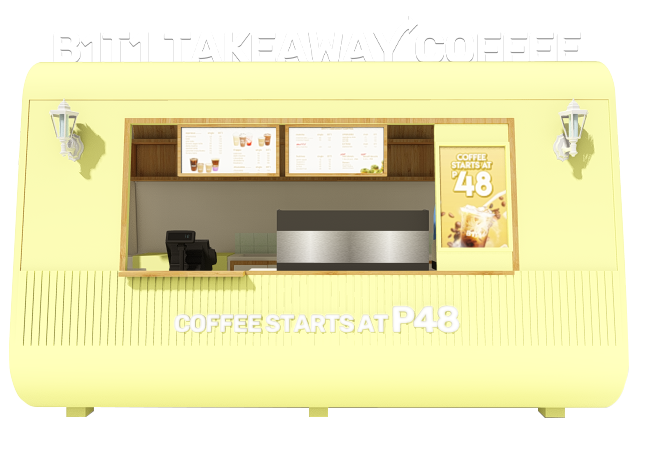 B1T1 TAKEAWAY COFFEE
COFFEE
STARTS AT
P48
COFFEE STARTS AT P48